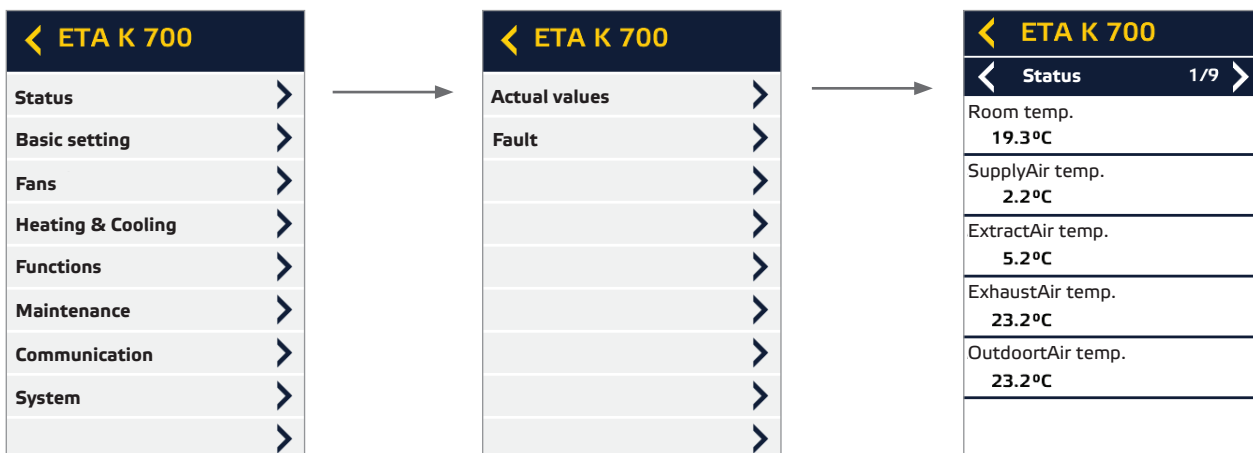 ETA K 700
Status
Basic setting
Fans
Heating & Cooling
Functions
Maintenance
Communication
System
ETA K 700
Actual values
Fault
ETA K 700
Status 1/9
Room temp.
19.3ºC
SupplyAir temp.
2.2ºC
ExtractAir temp.
5.2ºC
ExhaustAir temp.
23.2ºC
OutdoortAir temp.
23.2ºC